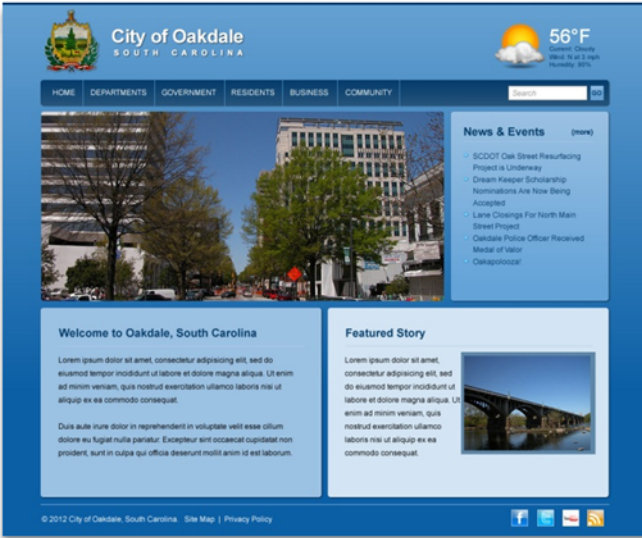 City of Oakdale
SOUTH CAROLINA
56°F
Current: Cloudy
Wind: N at 3 mph
Humidity: 90%
HOME DEPARTMENTS GOVERNMENT RESIDENTS BUSINESS COMMUNITY
Search GO
News & Events (more)
SCDOT Oak Street Resurfacing
Project is Underway
Dream Keeper Scholarship
Nominations Are Now Being
Accepted
Lane Closings For North Main
Street Project
Oakdale Police Officer Received
Medal of Valor
Oakapolooza!
Welcome to Oakdale, South Carolina
Lorem ipsum dolor sit amet, consectetur adipisicing elit, sed do
eiusmod tempor incididunt ut labore et dolore magna aliqua. Ut enim
ad minim veniam, quis nostrud exercitation ullamco laboris nisi ut
aliquip ex ea commodo consequat.
Duis aute irure dolor in reprehenderit in voluptate velit esse cillum
dolore eu fugiat nulla pariatur. Excepteur sint occaecat cupidatat non
proident, sunt in culpa qui officia deserunt mollit anim id est laborum.
Featured Story
Lorem ipsum dolor sit amet,
consectetur adipisicing elit, sed
do eiusmod tempor incididunt ut
labore et dolore magna aliqua. Ut
enim ad minim veniam, quis
nostrud exercitation ullamco
laboris nisi ut aliquip ex ea
commodo consequat.
© 2012 City of Oakdale, South Carolina. Site Map | Privacy Policy